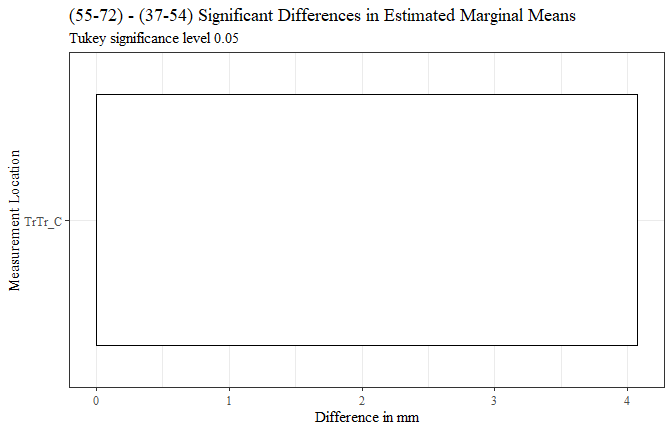 (55-72) - (37-54) Significant Differences in Estimated Marginal Means
Tukey significance level 0.05
Measurement Location
TrTr_C
0 1 2 3 4
Difference in mm